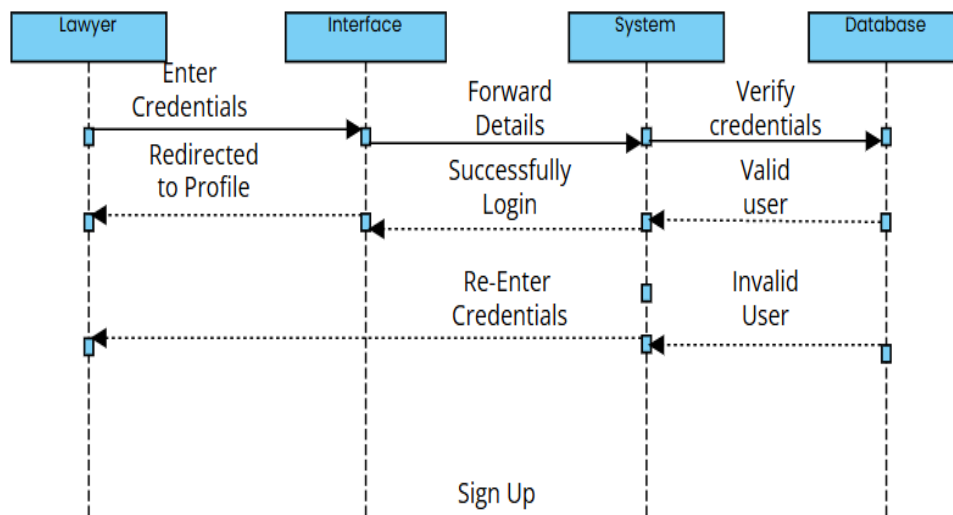 Lawyer
Interface
System
Database
Enter
Credentials
Forward
Details
Verify
credentials
Redirected
to Profile
Successfully
Login
Valid
user
Re-Enter
Credentials
Invalid
User
Sign Up